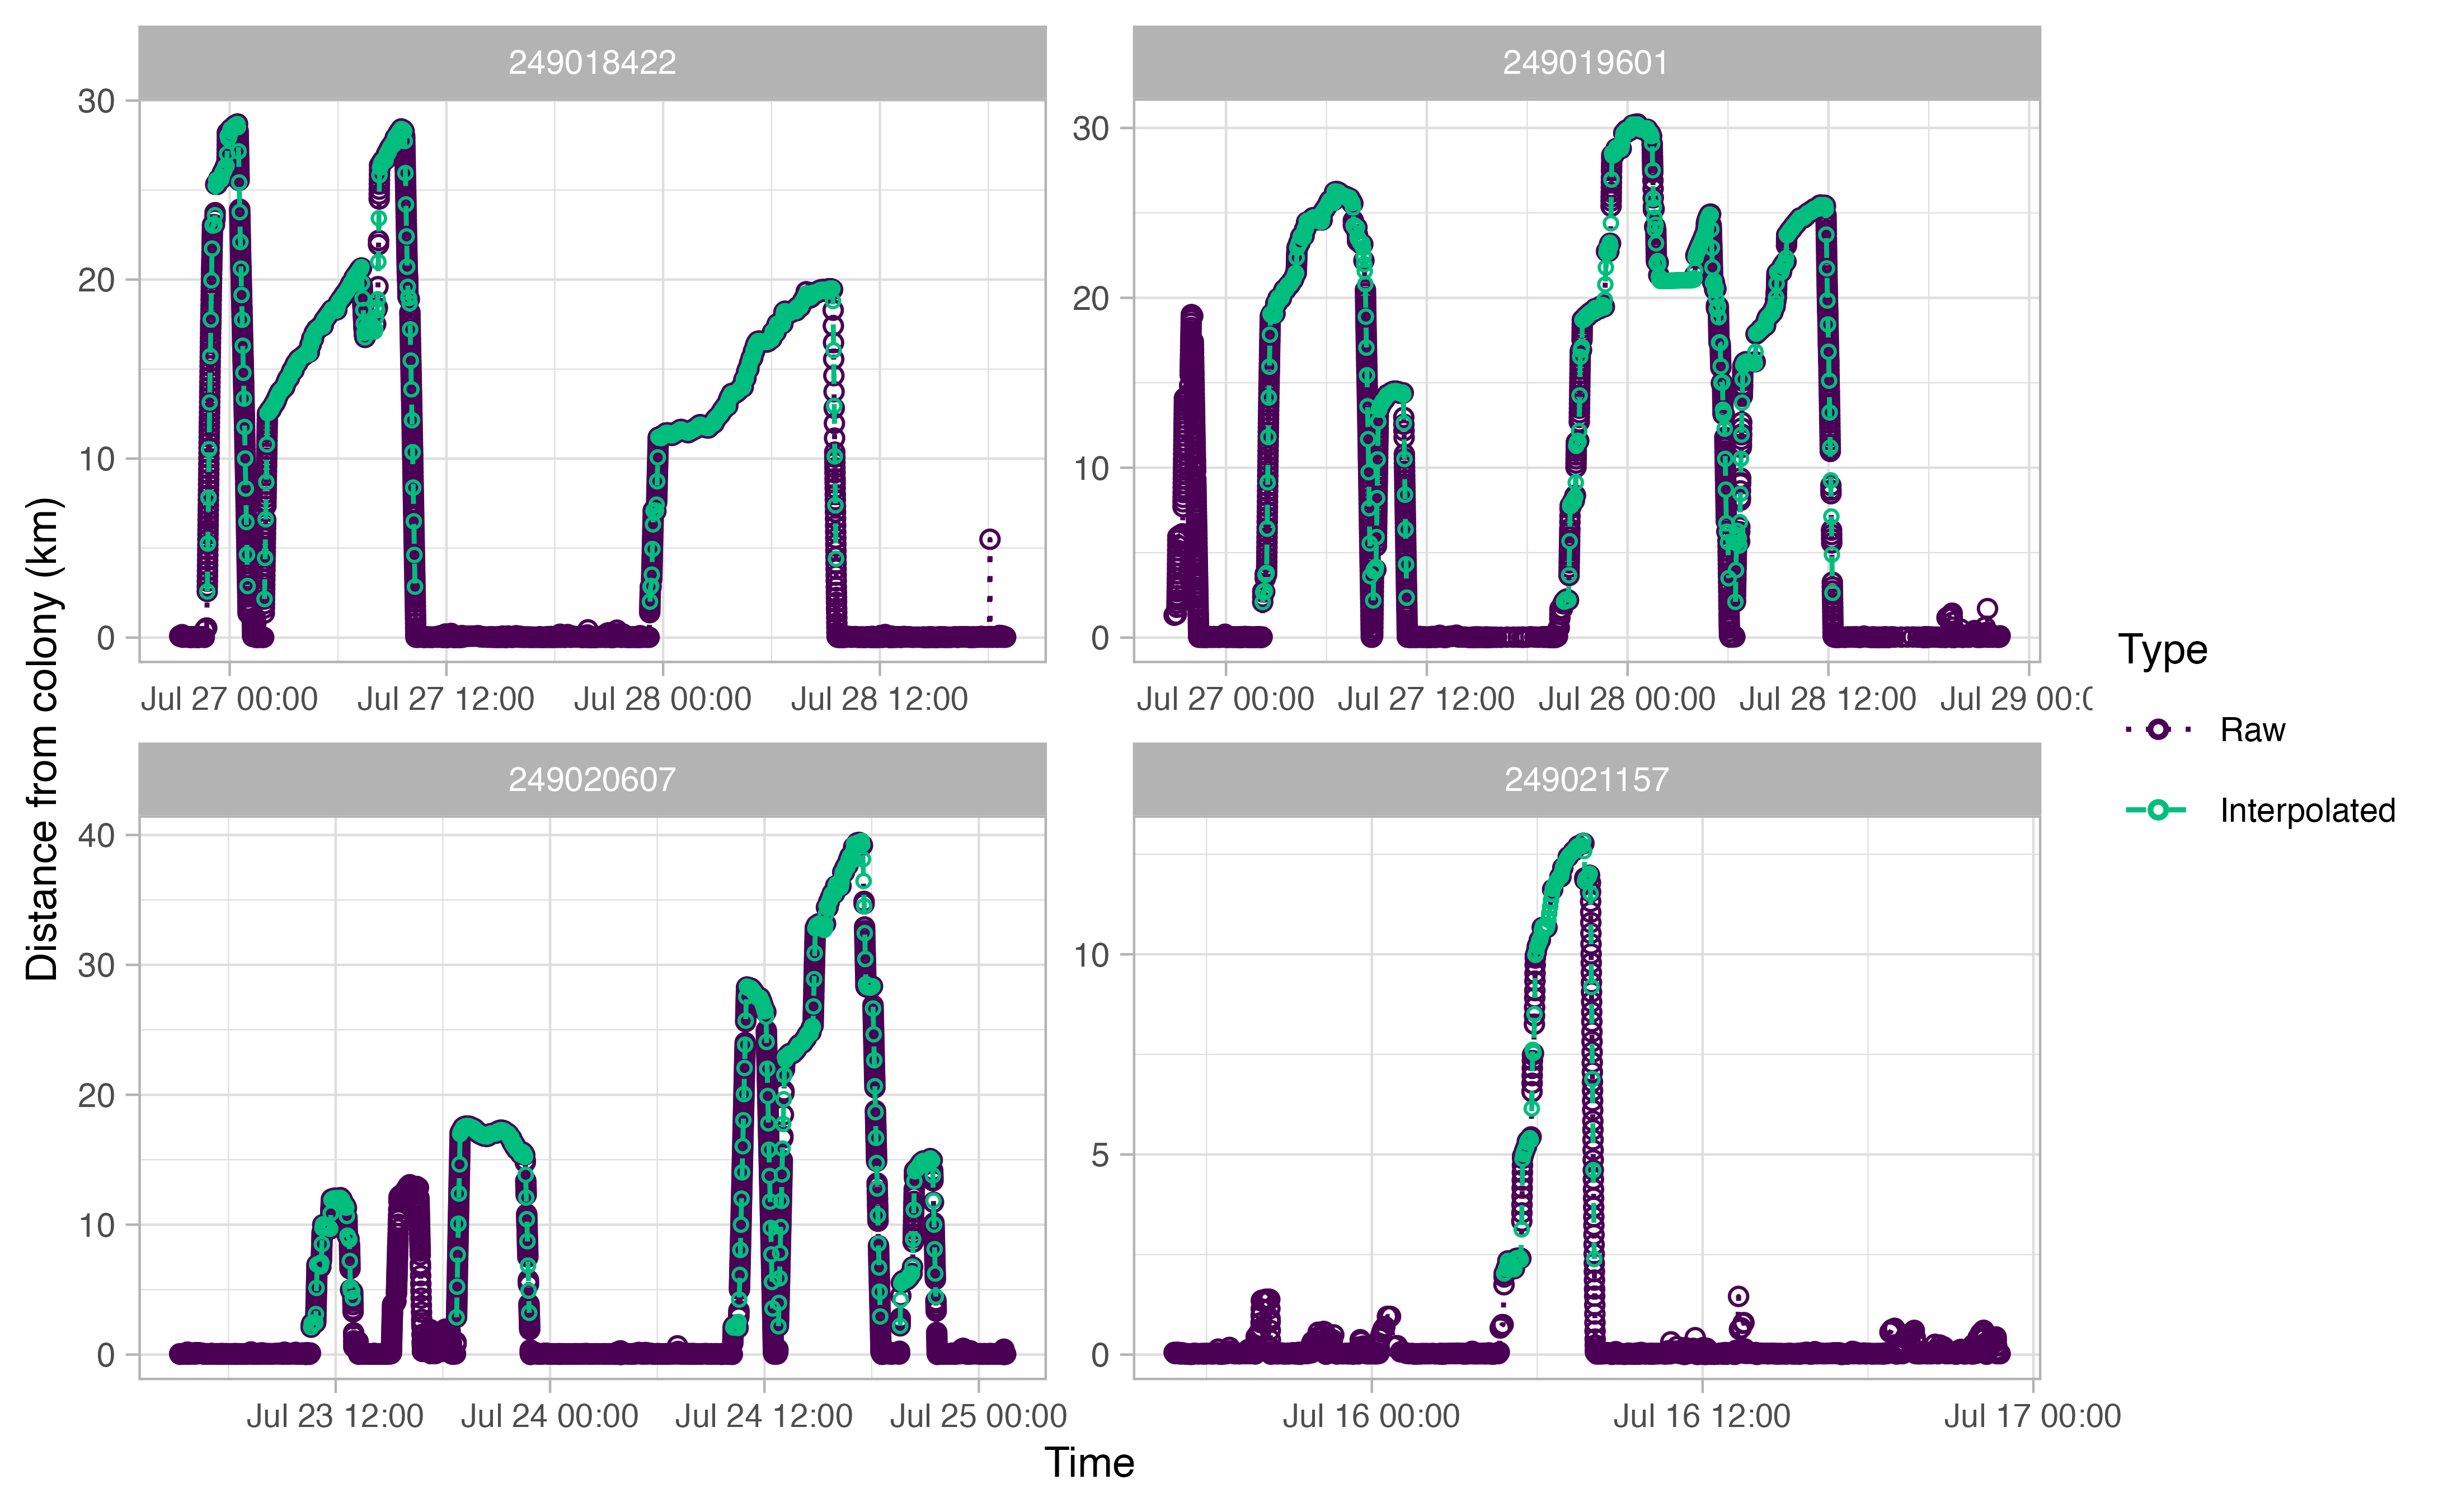 Distance from colony (km)
249018422
30
20
10
0
Jul 27 00:00 Jul 27 12:00 Jul 28 00:00 Jul 28 12:00
249019601
30
20
10
0
Jul 27 00:00 Jul 27 12:00 Jul 28 00:00 Jul 28 12:00 Jul 29 00:0
249020607
40
30
20
10
0
Jul 23 12:00 Jul 24 00:00 Jul 24 12:00 Jul 25 00:00
249021157
10
5
0
Jul 16 00:00 Jul 16 12:00 Jul 17 00:00
Time
Type
Raw
Interpolated